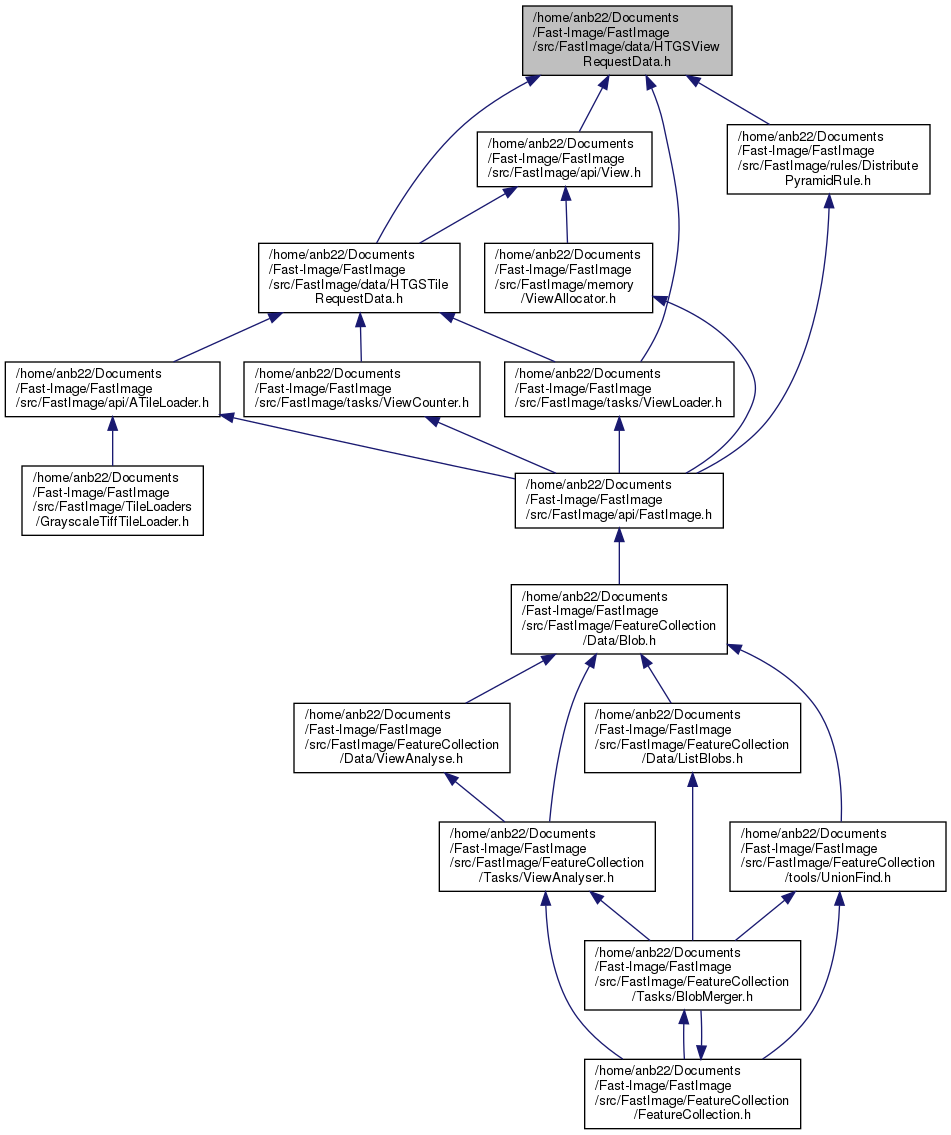 /home/anb22/Documents
/Fast-Image/FastImage
/src/FastImage/data/HTGSView
RequestData.h
/home/anb22/Documents
/Fast-Image/FastImage
/src/FastImage/api/View.h
/home/anb22/Documents
/Fast-Image/FastImage
/src/FastImage/rules/Distribute
PyramidRule.h
/home/anb22/Documents
/Fast-Image/FastImage
/src/FastImage/data/HTGSTile
RequestData.h
/home/anb22/Documents
/Fast-Image/FastImage
/src/FastImage/memory
/ViewAllocator.h
/home/anb22/Documents
/Fast-Image/FastImage
/src/FastImage/api/ATileLoader.h
/home/anb22/Documents
/Fast-Image/FastImage
/src/FastImage/tasks/ViewCounter.h
/home/anb22/Documents
/Fast-Image/FastImage
/src/FastImage/tasks/ViewLoader.h
/home/anb22/Documents
/Fast-Image/FastImage
/src/FastImage/TileLoaders
/GrayscaleTiffTileLoader.h
/home/anb22/Documents
/Fast-Image/FastImage
/src/FastImage/api/FastImage.h
/home/anb22/Documents
/Fast-Image/FastImage
/src/FastImage/FeatureCollection
/Data/Blob.h
/home/anb22/Documents
/Fast-Image/FastImage
/src/FastImage/FeatureCollection
/Data/ViewAnalyse.h
/home/anb22/Documents
/Fast-Image/FastImage
/src/FastImage/FeatureCollection
/Data/ListBlobs.h
/home/anb22/Documents
/Fast-Image/FastImage
/src/FastImage/FeatureCollection
/Tasks/ViewAnalyser.h
/home/anb22/Documents
/Fast-Image/FastImage
/src/FastImage/FeatureCollection
/tools/UnionFind.h
/home/anb22/Documents
/Fast-Image/FastImage
/src/FastImage/FeatureCollection
/Tasks/BlobMerger.h
/home/anb22/Documents
/Fast-Image/FastImage
/src/FastImage/FeatureCollection
/FeatureCollection.h